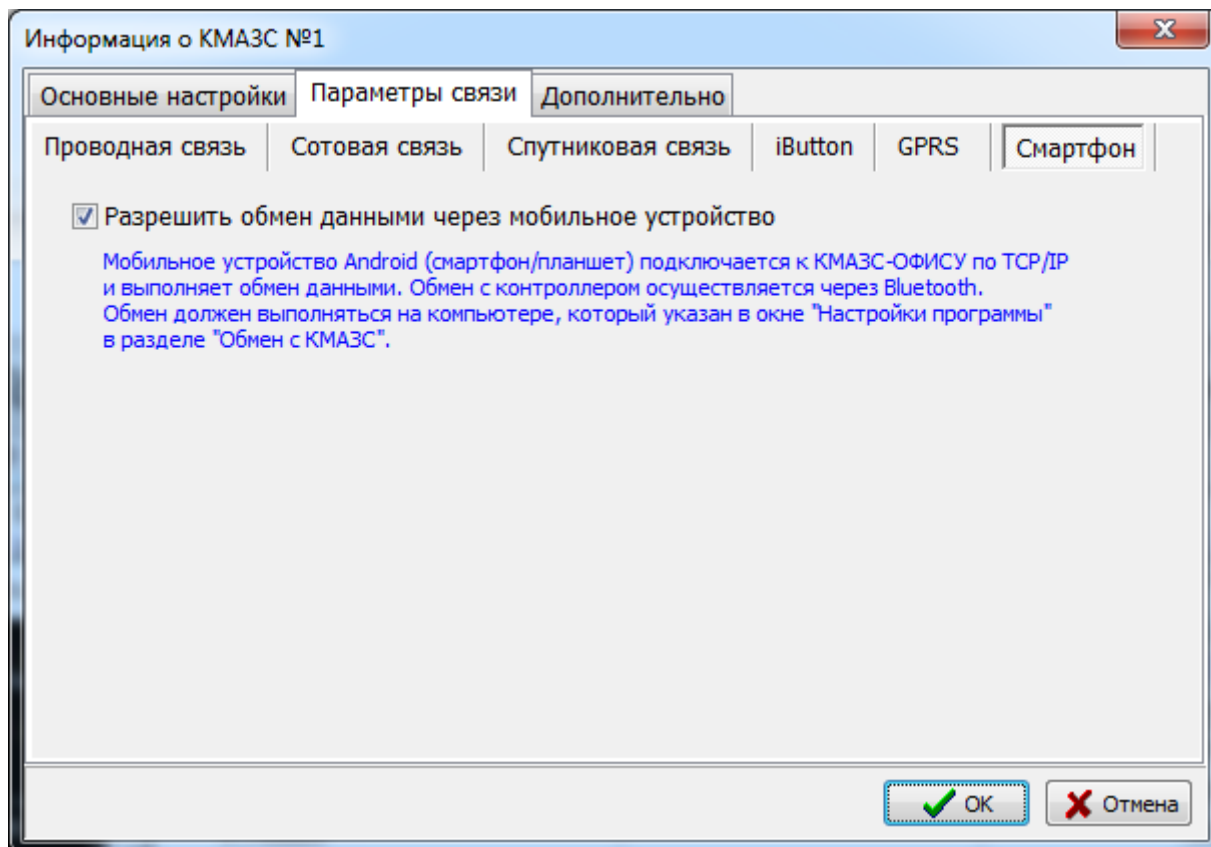 Информация о КМАЗС №1
Основные настройки Параметры связи Дополнительно
Проводная связь Сотовая связь Спутниковая связь iButton GPRS Смартфон
Разрешить обмен данными через мобильное устройство
Мобильное устройство Android (смартфон/планшет) подключается к КМАЗС-ОФИСУ по TCP/IP
и выполняет обмен данными. Обмен с контроллером осуществляется через Bluetooth.
Обмен должен выполняться на компьютере, который указан в окне "Настройки программы"
в разделе "Обмен с КМАЗС".
ОК Отмена